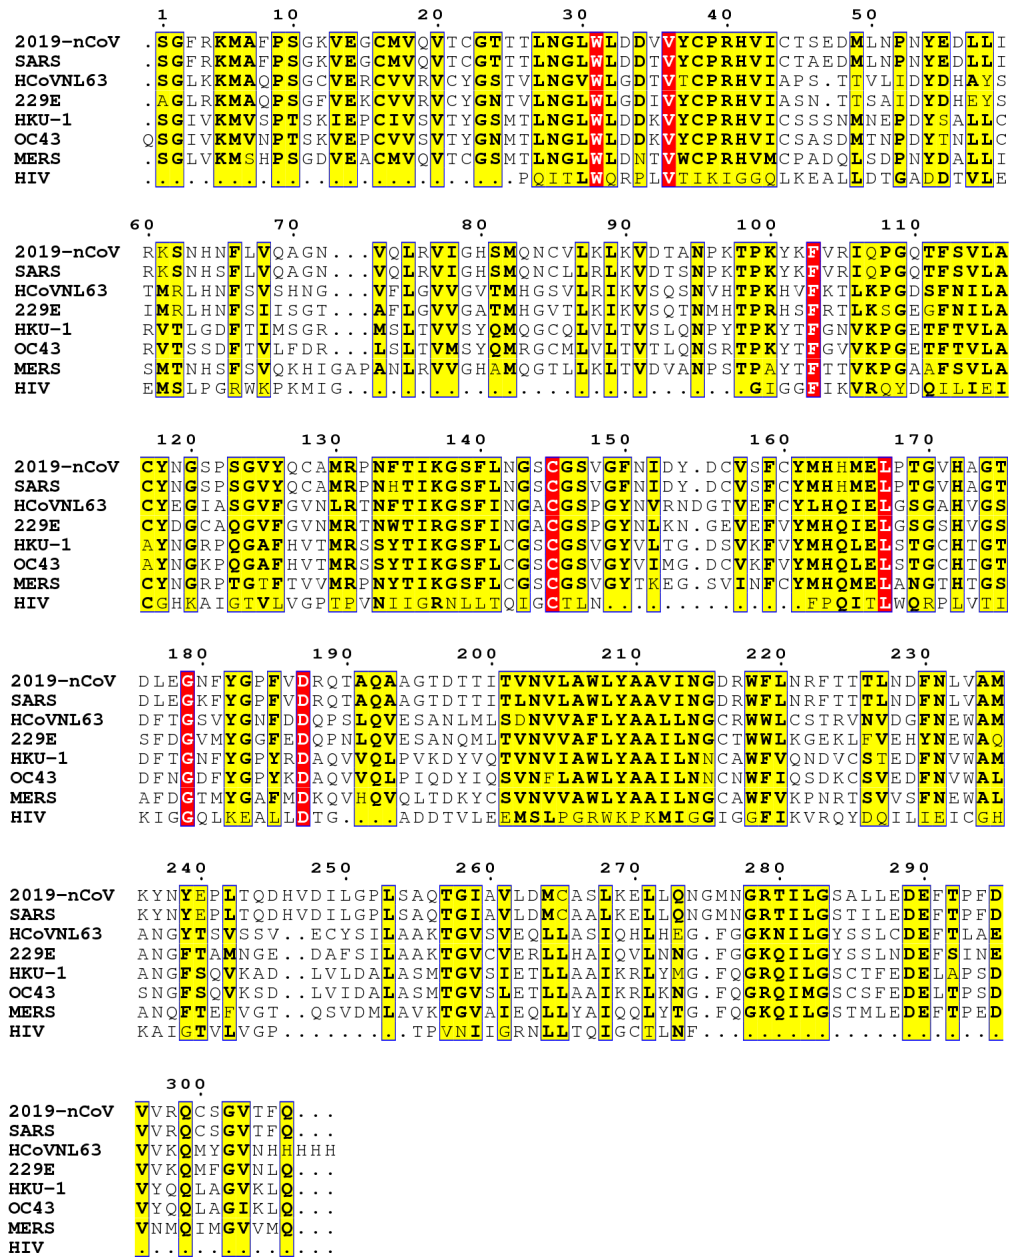 1 10 20 30 40 50
2019-nCoV .SGFRKMAFPSGKVEGCMVQVTCGTTTLNGLWLDDVVYCPRHVICTSEDMLNPNYEDLLI
SARS .SGFRKMAFPSGKVEGCMVQVTCGTTTLNGLWLDDTVYCPRHVICTAEDMLNPNYEDLLI
HCoVNL63 .SGLKKMAQPSGCVERCVVRVCYGSTVLNGVWLGDTVTCPRHVIAPS.TTVLIDYDHAYS
229E .AGLRKMAQPSGFVEKCVVRVCYGNTVLNGLWLGDIVYCPRHVIASN.TTSAIDYDHEYS
HKU-1 .SGIVKMVSPTSKIEPCIVSVTYGSMTLNGLWLDDKVYCPRHVICSSSNMNEPDYSALLC
OC43 QSGIVKMVNPTSKVEPCVVSVTYGNMTLNGLWLDDKVYCPRHVICSASDMTNPDYTNLLC
MERS .SGLVKMSHPSGDVEACMVQVTCGSMTLNGLWLDNTVWCPRHVMCPADQLSDPNYDALLI
HIV ..........................PQITLWQRPLVTIKIGGQLKEALLDTGADDTVLE
60 70 80 90 100 110
2019-nCoV RKSNHNFLVQAGN...VQLRVIGHSMQNCVLKLKVDTANPKTPKYKFVRIQPGQTFSVLA
SARS RKSNHSFLVQAGN...VQLRVIGHSMQNCLLRLKVDTSNPKTPKYKFVRIQPGQTFSVLA
HCoVNL63 TMRLHNFSVSHNG...VFLGVVGVTMHGSVLRIKVSQSNVHTPKHVFKTLKPGDSFNILA
229E IMRLHNFSIISGT...AFLGVVGATMHGVTLKIKVSQTNMHTPRHSFRTLKSGEGFNILA
HKU-1 RVTLGDFTIMSGR...MSLTVVSYQMQGCQLVLTVSLQNPYTPKYTFGNVKPGETFTVLA
OC43 RVTSSDFTVLFDR...LSLTVMSYQMRGCMLVLTVTLQNSRTPKYTFGVVKPGETFTVLA
MERS SMTNHSFSVQKHIGAPANLRVVGHAMQGTLLKLTVDVANPSTPAYTFTTVKPGAAFSVLA
HIV EMSLPGRWKPKMIG............................GIGGFIKVRQYDQILIEI
120 130 140 150 160 170
2019-nCoV CYNGSPSGVYQCAMRPNFTIKGSFLNGSCGSVGFNIDY.DCVSFCYMHHMELPTGVHAGT
SARS CYNGSPSGVYQCAMRPNHTIKGSFLNGSCGSVGFNIDY.DCVSFCYMHHMELPTGVHAGT
HCoVNL63 CYEGIASGVFGVNLRTNFTIKGSFINGACGSPGYNVRNDGTVEFCYLHQIELGSGAHVGS
229E CYDGCAQGVFGVNMRTNWTIRGSFINGACGSPGYNLKN.GEVEFVYMHQIELGSGSHVGS
HKU-1 AYNGRPQGAFHVTMRSSYTIKGSFLCGSCGSVGYVLTG.DSVKFVYMHQLELSTGCHTGT
OC43 AYNGKPQGAFHVTMRSSYTIKGSFLCGSCGSVGYVIMG.DCVKFVYMHQLELSTGCHTGT
MERS CYNGRPTGTFTVVMRPNYTIKGSFLCGSCGSVGYTKEG.SVINFCYMHQMELANGTHTGS
HIV CGHKAIGTVLVGPTPVNIIGRNLLTQIGCTLN..............FPQITLWQRPLVTI
180 190 200 210 220 230
2019-nCoV DLEGNFYGPFVDRQTAQAAGTDTTITVNVLAWLYAAVINGDRWFLNRFTTTLNDFNLVAM
SARS DLEGKFYGPFVDRQTAQAAGTDTTITLNVLAWLYAAVINGDRWFLNRFTTTLNDFNLVAM
HCoVNL63 DFTGSVYGNFDDQPSLQVESANLMLSDNVVAFLYAALLNGCRWWLCSTRVNVDGFNEWAM
229E SFDGVMYGGFEDQPNLQVESANQMLTVNVVAFLYAAILNGCTWWLKGEKLFVEHYNEWAQ
HKU-1 DFTGNFYGPYRDAQVVQLPVKDYVQTVNVIAWLYAAILNNCAWFVQNDVCSTEDFNVWAM
OC43 DFNGDFYGPYKDAQVVQLPIQDYIQSVNFLAWLYAAILNNCNWFIQSDKCSVEDFNVWAL
MERS AFDGTMYGAFMDKQVHQVQLTDKYCSVNVVAWLYAAILNGCAWFVKPNRTSVVSFNEWAL
HIV KIGGQLKEALLDTG...ADDTVLEEMSLPGRWKPKMIGGIGGFIKVRQYDQILIEICGH
240 250 260 270 280 290
2019-nCoV KYNYEPLTQDHVDILGPLSAQTGIAVLDMCASLKELLQNGMNGRTILGSALLEDEFTPFD
SARS KYNYEPLTQDHVDILGPLSAQTGIAVLDMCAALKELLQNGMNGRTILGSTILEDEFTPFD
HCoVNL63 ANGYTSVSSV..ECYSILAAKTGVSVEQLLASIQHLHEG.FGGKNILGYSSLCDEFTLAE
229E ANGFTAMNGE..DAFSILAAKTGVCVERLLHAIQVLNNG.FGGKQILGYSSLNDEFSINE
HKU-1 ANGFSQVKAD..LVLDALASMTGVSIETLLAAIKRLYMG.FQGRQILGSCTFEDELAPSD
OC43 SNGFSQVKSD..LVIDALASMTGVSLETLLAAIKRLKNG.FQGRQIMGSCSFEDELTPSD
MERS ANQFTEFVGT..QSVDMLAVKTGVAIEQLLYAIQQLYTG.FQGKQILGSTMLEDEFTPED
HIV KAIGTVLVGP.......TPVNIIGRNLLTQIGCTLNF......................
300
2019-nCoV VVRQCSGVTFQ...
SARS VVRQCSGVTFQ...
HCoVNL63 VVKQMYGVNHHHHH
229E VVKQMFGVNLQ...
HKU-1 VYQQLAGVKLQ...
OC43 VYQQLAGIKLQ...
MERS VNMQIMGVVMQ...
HIV ..............